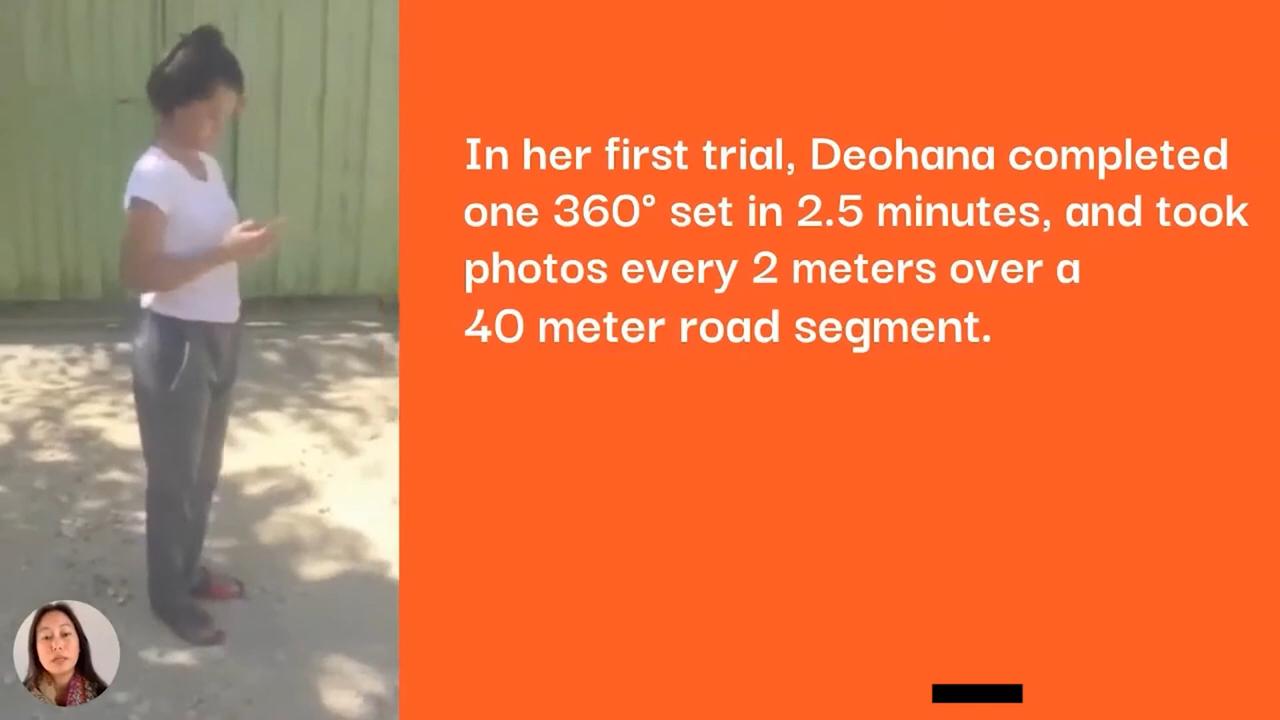 In her first trial, Deohana completed
one 360° set in 2.5 minutes, and took
photos every 2 meters over a
40 meter road segment.